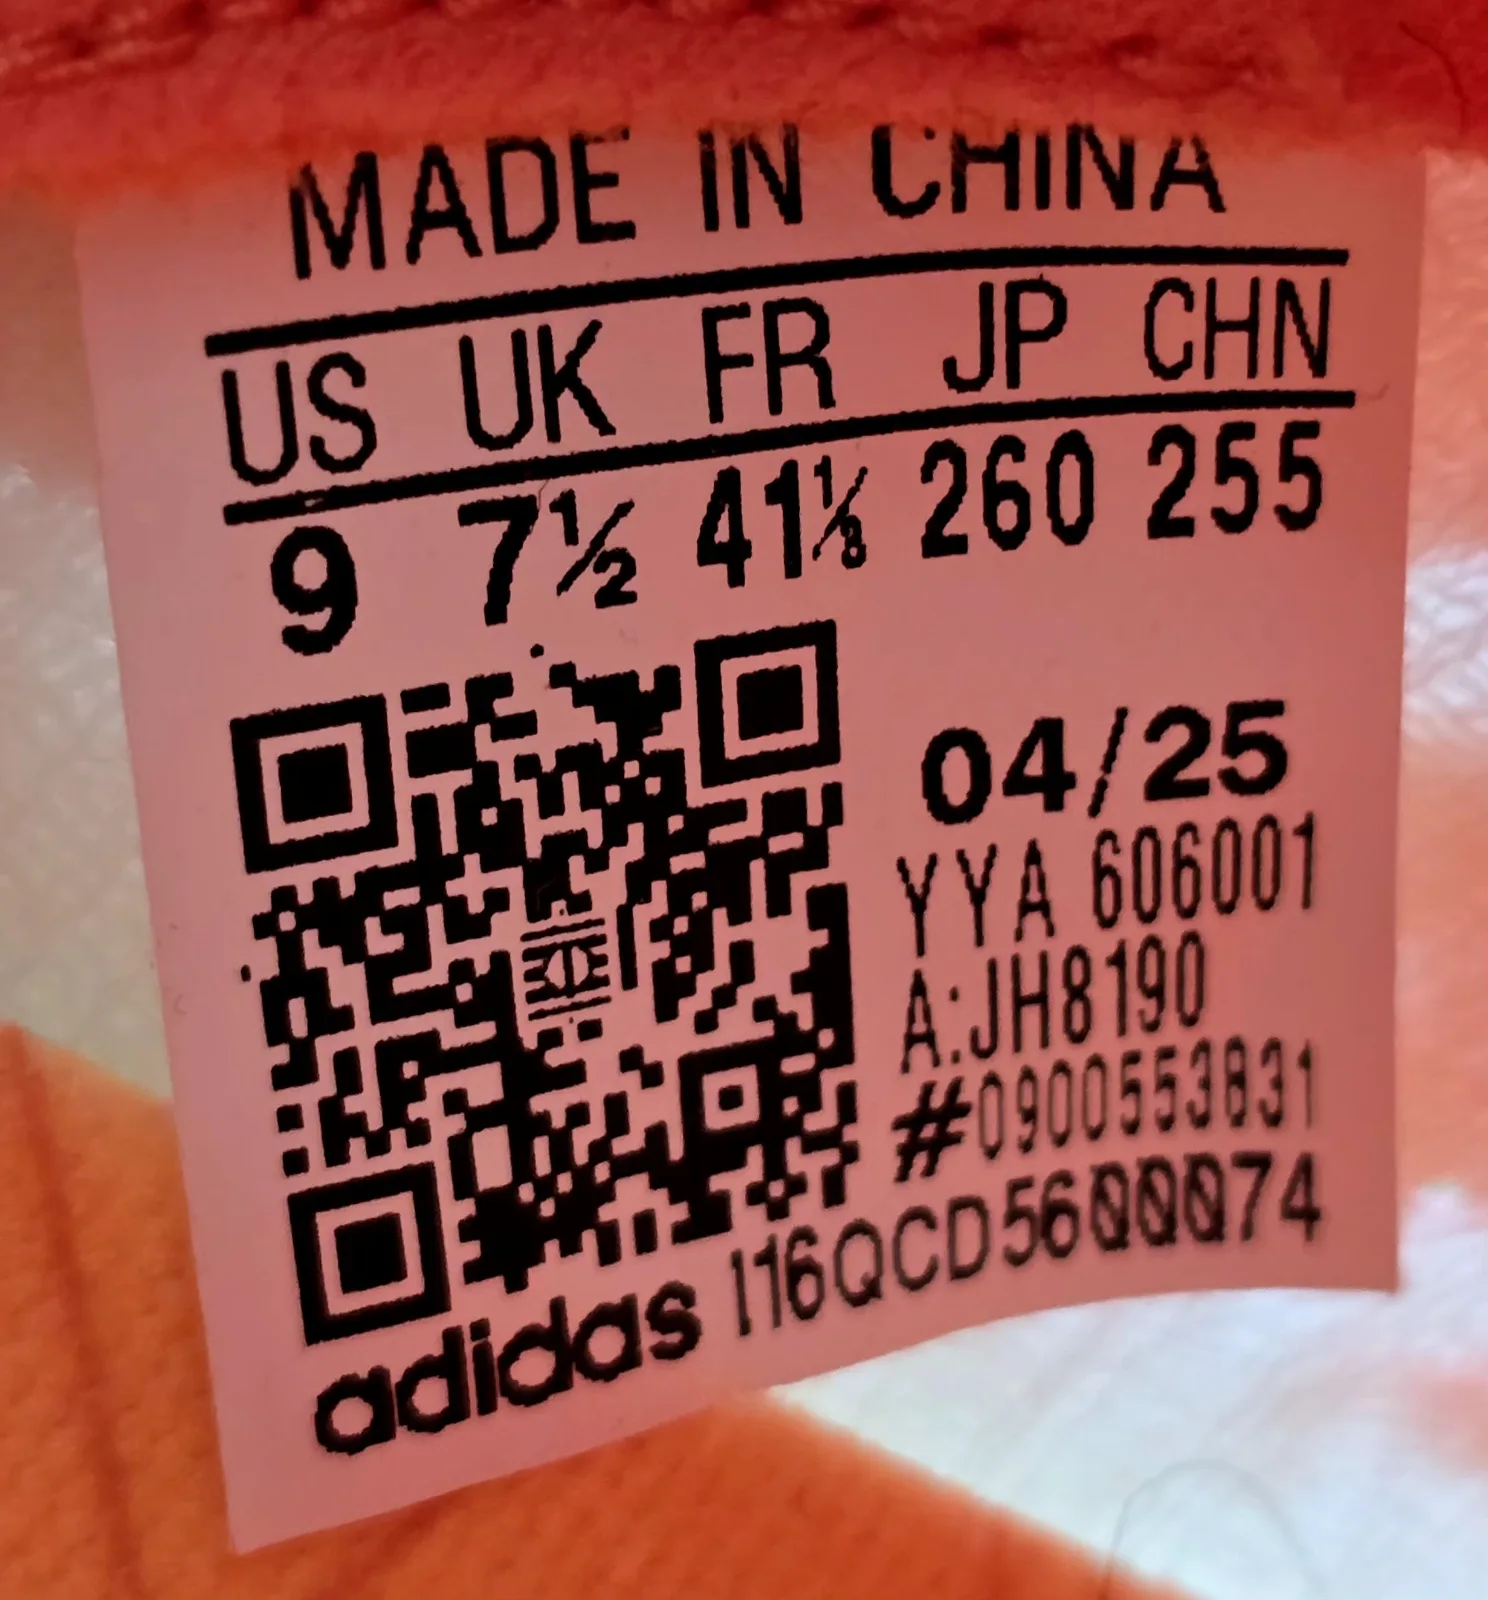 MADE IN CHINA
US UK FR JP CHN
9 7½ 41⅓ 260 255
04/25
YYA 606001
A:JH8190
#0900553831
adidas I16QCD5600074